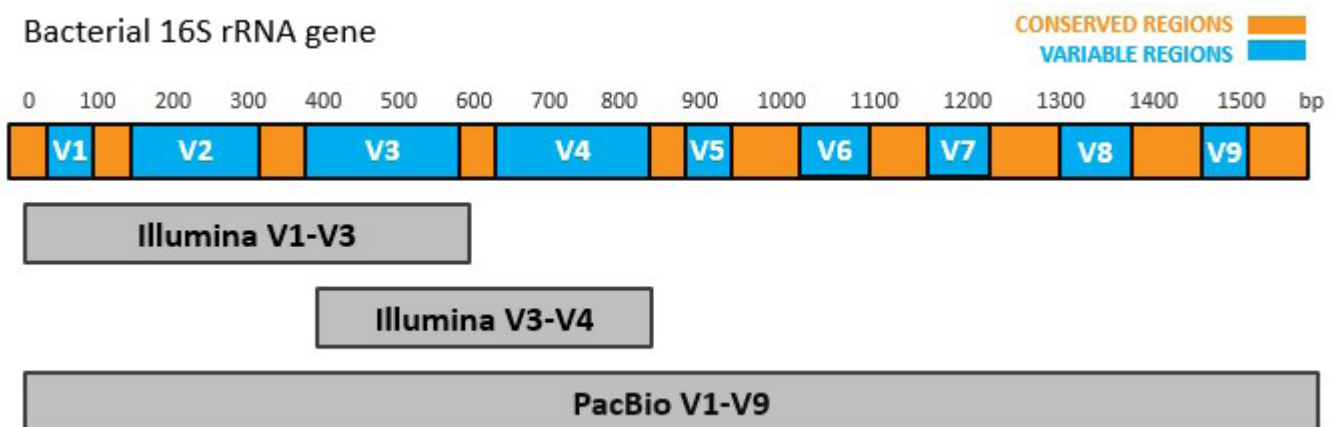 Bacterial 16S rRNA gene
CONSERVED REGIONS
VARIABLE REGIONS
0 100 200 300 400 500 600 700 800 900 1000 1100 1200 1300 1400 1500 bp
V1 V2 V3 V4 V5 V6 V7 V8 V9
Illumina V1-V3
Illumina V3-V4
PacBio V1-V9